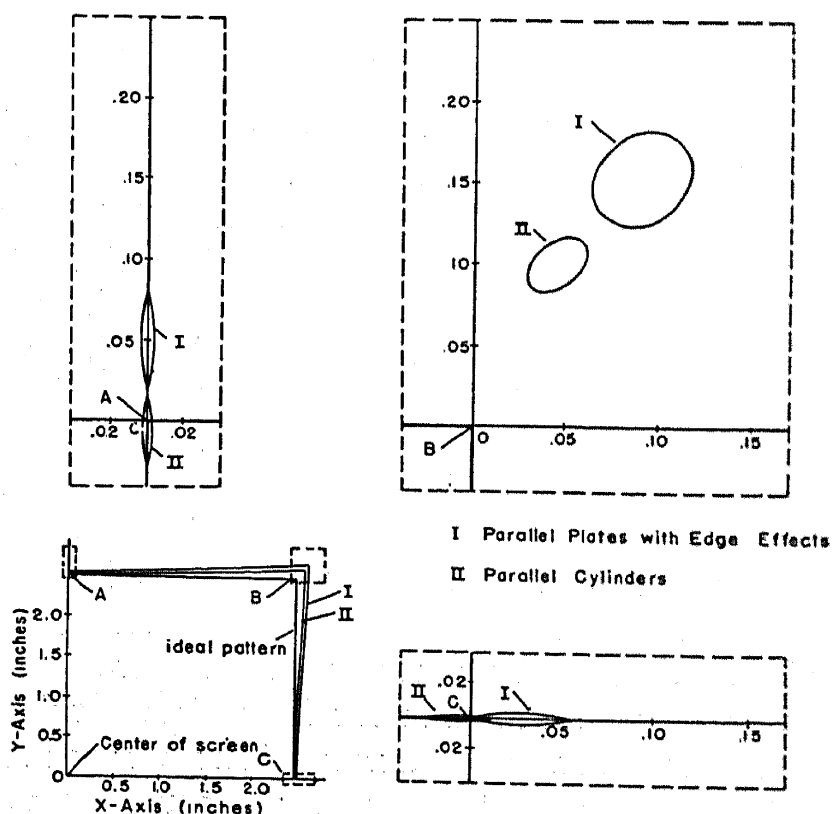 .20
.15
.10
.05
I
A
.02
C
.02
II
.20
I
.15
II
.10
.05
B
0
.05
.10
.15
I Parallel Plates with Edge Effects
II Parallel Cylinders
A
B
I
II
2.0
ideal pattern
1.5
1.0
0.5
Center of screen
C
0
0.5
1.0
1.5
2.0
X-Axis (inches)
Y-Axis (inches)
.02
II
C
I
.05
.10
.15
.02